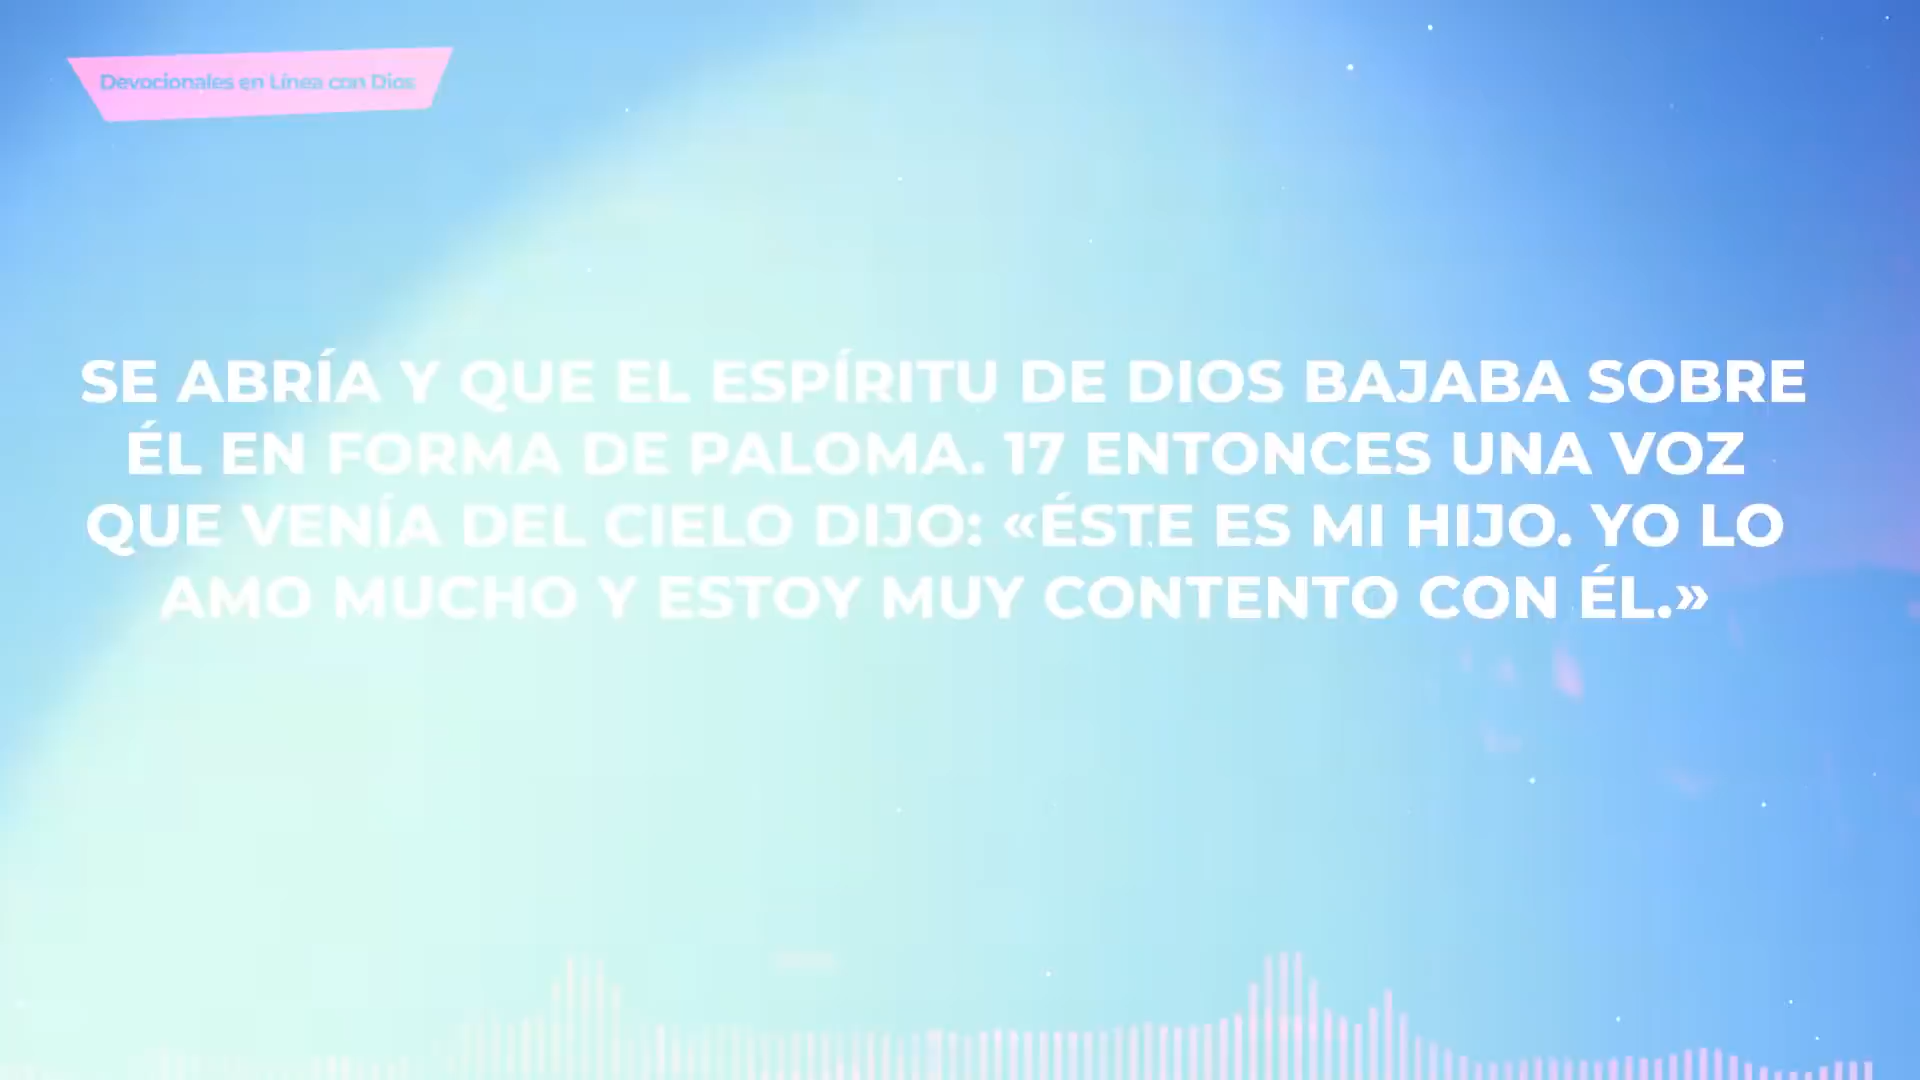 Devocionales en Línea con Dios
SE ABRÍA Y QUE EL ESPÍRITU DE DIOS BAJABA SOBRE
ÉL EN FORMA DE PALOMA. 17 ENTONCES UNA VOZ
QUE VENÍA DEL CIELO DIJO: «ÉSTE ES MI HIJO. YO LO
AMO MUCHO Y ESTOY MUY CONTENTO CON ÉL.»